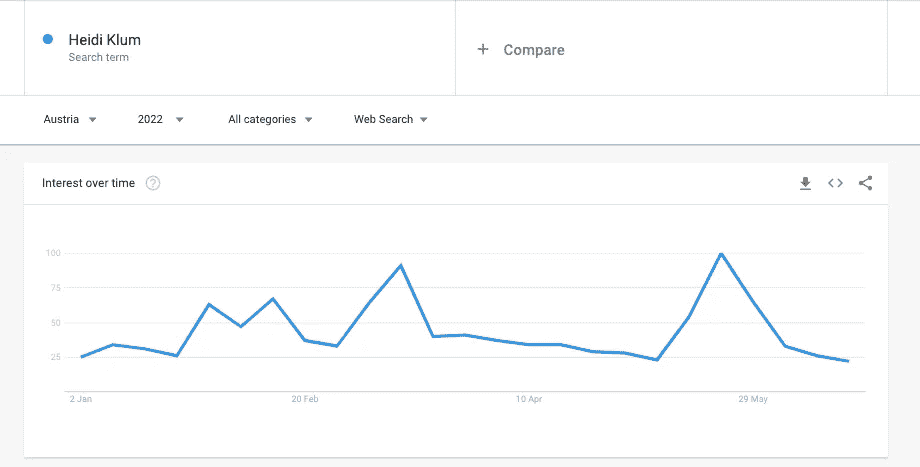 Heidi Klum
Search term
+ Compare
Austria
2022
All categories
Web Search
Interest over time ?
100
75
50
25
2 Jan
20 Feb
10 Apr
29 May